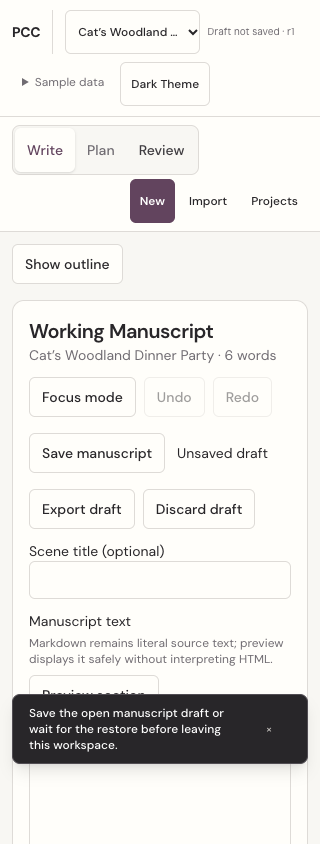 PCC
Cat's Woodland ...
Draft not saved · r1
Sample data
Dark Theme
Write Plan Review
New Import Projects
Show outline
Working Manuscript
Cat's Woodland Dinner Party · 6 words
Focus mode Undo Redo
Save manuscript Unsaved draft
Export draft Discard draft
Scene title (optional)
Manuscript text
Markdown remains literal source text; preview
displays it safely without interpreting HTML.
Preview section
Save the open manuscript draft or
wait for the restore before leaving
this workspace.
×